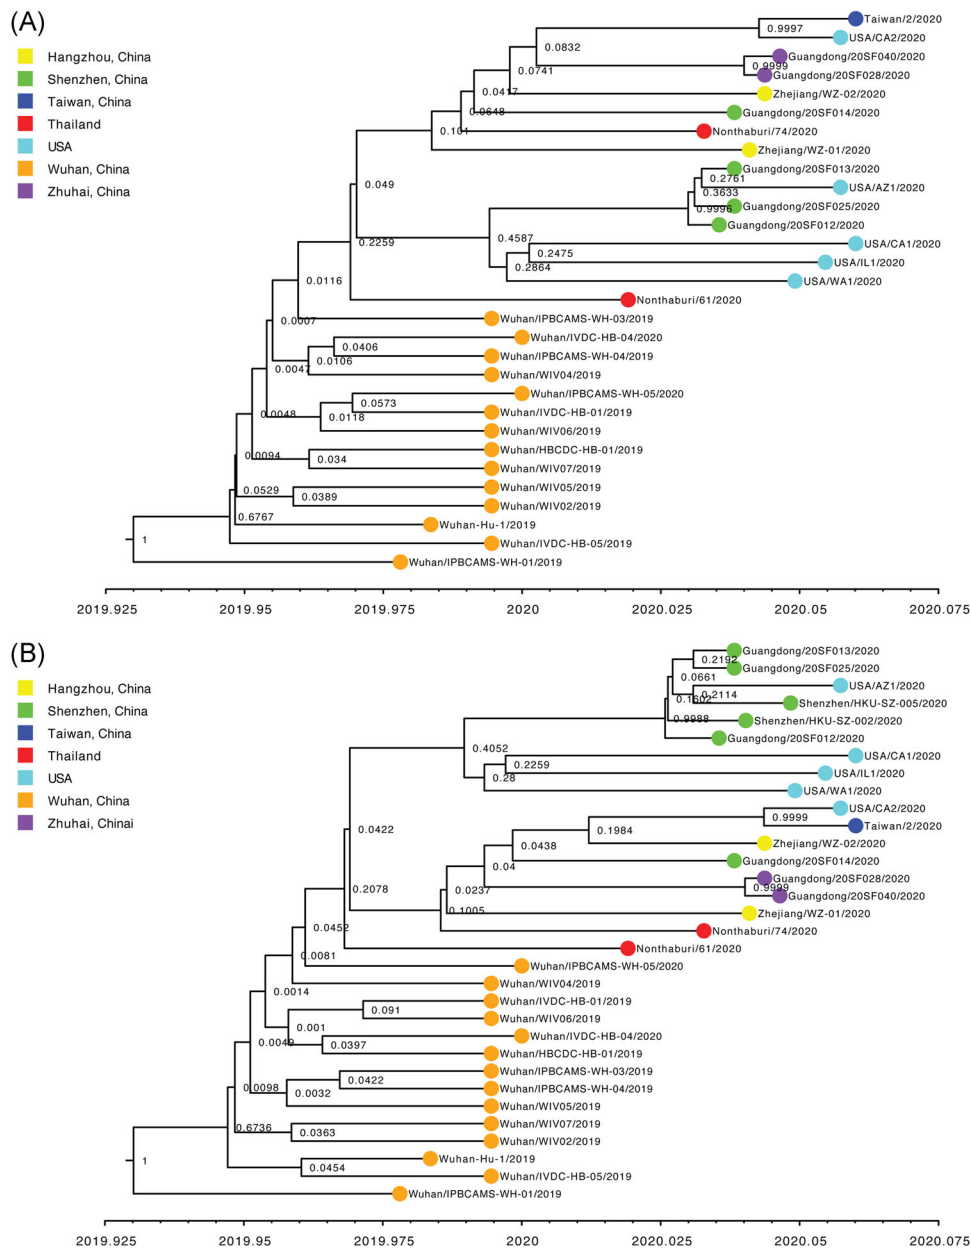 (A)
Hangzhou, China
Shenzhen, China
Taiwan, China
Thailand
USA
Wuhan, China
Zhuhai, China
Taiwan/2/2020
0.9997
USA/CA2/2020
0.0832
Guangdong/20SF040/2020
0.9999
0.0741
Guangdong/20SF028/2020
0.0417
Zhejiang/WZ-02/2020
0.0648
Guangdong/20SF014/2020
0.101
Nonthaburi/74/2020
Zhejiang/WZ-01/2020
Guangdong/20SF013/2020
0.2761
0.049
USA/AZ1/2020
0.3633
0.9996
Guangdong/20SF025/2020
Guangdong/20SF012/2020
0.4587
0.2259
USA/CA1/2020
0.2475
USA/IL1/2020
0.2864
0.0116
USA/WA1/2020
Nonthaburi/61/2020
0.0007
Wuhan/IPBCAMS-WH-03/2019
Wuhan/IVDC-HB-04/2020
0.0406
Wuhan/IPBCAMS-WH-04/2019
0.0106
0.0047
Wuhan/WIV04/2019
Wuhan/IPBCAMS-WH-05/2020
0.0573
0.0048
Wuhan/IVDC-HB-01/2019
0.0118
Wuhan/WIV06/2019
Wuhan/HBCDC-HB-01/2019
0.0094
0.034
Wuhan/WIV07/2019
0.0529
Wuhan/WIV05/2019
0.0389
Wuhan/WIV02/2019
0.6767
Wuhan-Hu-1/2019
1
Wuhan/IVDC-HB-05/2019
Wuhan/IPBCAMS-WH-01/2019
2019.925 2019.95 2019.975 2020 2020.025 2020.05 2020.075
(B)
Hangzhou, China
Shenzhen, China
Taiwan, China
Thailand
USA
Wuhan, China
Zhuhai, Chinai
Guangdong/20SF013/2020
0.2192
Guangdong/20SF025/2020
0.0661
USA/AZ1/2020
0.2114
0.1602
Shenzhen/HKU-SZ-005/2020
0.9988
Shenzhen/HKU-SZ-002/2020
Guangdong/20SF012/2020
0.4052
USA/CA1/2020
0.2259
USA/IL1/2020
0.28
USA/WA1/2020
USA/CA2/2020
0.9999
Taiwan/2/2020
0.1984
0.0422
Zhejiang/WZ-02/2020
0.0438
Guangdong/20SF014/2020
0.04
Guangdong/20SF028/2020
0.9999
0.0237
0.2078
Guangdong/20SF040/2020
0.1005
Zhejiang/WZ-01/2020
0.0452
Nonthaburi/74/2020
Nonthaburi/61/2020
0.0081
Wuhan/IPBCAMS-WH-05/2020
Wuhan/WIV04/2019
0.0014
Wuhan/IVDC-HB-01/2019
0.091
Wuhan/WIV06/2019
0.001
Wuhan/IVDC-HB-04/2020
0.0049
0.0397
Wuhan/HBCDC-HB-01/2019
Wuhan/IPBCAMS-WH-03/2019
0.0422
0.0098
Wuhan/IPBCAMS-WH-04/2019
0.0032
Wuhan/WIV05/2019
Wuhan/WIV07/2019
0.6736
0.0363
Wuhan/WIV02/2019
1
Wuhan-Hu-1/2019
0.0454
Wuhan/IVDC-HB-05/2019
Wuhan/IPBCAMS-WH-01/2019
2019.925 2019.95 2019.975 2020 2020.025 2020.05 2020.075